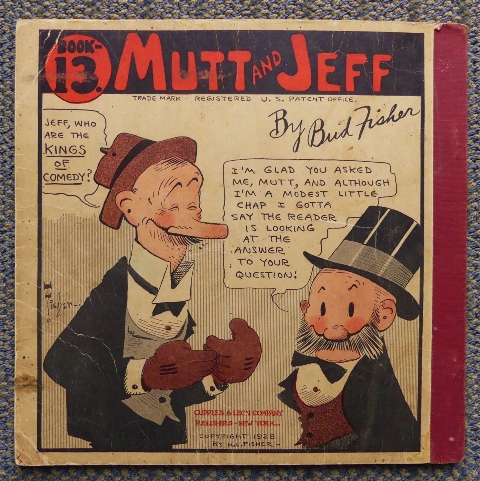 BOOK-
13.
MUTT AND JEFF
TRADE MARK - REGISTERED U.S. PATENT OFFICE.
By Bud Fisher
JEFF, WHO
ARE THE
KINGS
OF
COMEDY?
I'M GLAD YOU ASKED
ME, MUTT, AND ALTHOUGH
I'M A MODEST LITTLE
CHAP I GOTTA
SAY THE READER
IS LOOKING
AT THE
ANSWER
TO YOUR
QUESTION!
CUPPLES & LEON COMPANY
PUBLISHERS - NEW YORK.
COPYRIGHT 1928
BY H.C. FISHER -